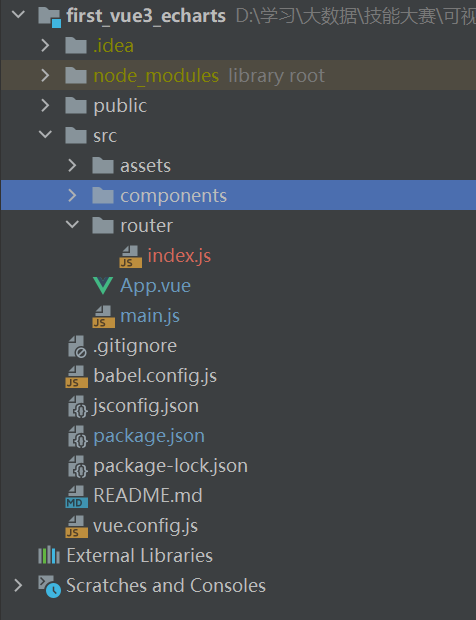 first_vue3_echarts D:\学习\大数据\技能大赛\可视
.idea
node_modules library root
public
src
assets
components
router
JS index.js
App.vue
JS main.js
.gitignore
JS babel.config.js
jsconfig.json
package.json
package-lock.json
MD README.md
JS vue.config.js
External Libraries
Scratches and Consoles